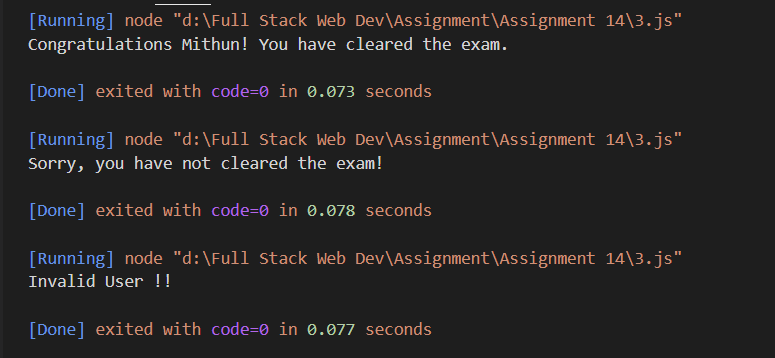 [Running] node "d:\Full Stack Web Dev\Assignment\Assignment 14\3.js"
Congratulations Mithun! You have cleared the exam.
[Done] exited with code=0 in 0.073 seconds
[Running] node "d:\Full Stack Web Dev\Assignment\Assignment 14\3.js"
Sorry, you have not cleared the exam!
[Done] exited with code=0 in 0.078 seconds
[Running] node "d:\Full Stack Web Dev\Assignment\Assignment 14\3.js"
Invalid User !!
[Done] exited with code=0 in 0.077 seconds